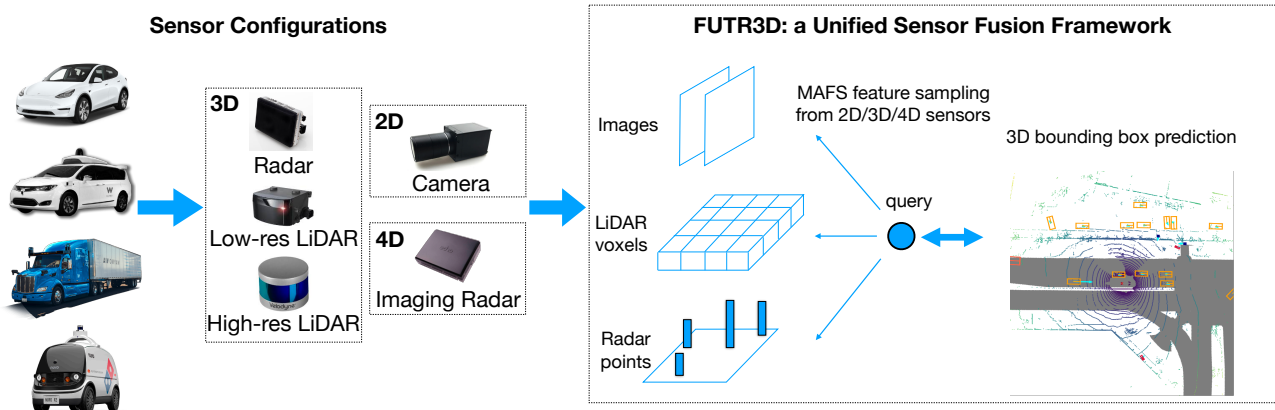 Sensor Configurations
3D
Radar
Low-res LiDAR
Velodyne
High-res LiDAR
2D
Camera
4D
Imaging Radar
FUTR3D: a Unified Sensor Fusion Framework
Images
LiDAR
voxels
Radar
points
MAFS feature sampling
from 2D/3D/4D sensors
query
3D bounding box prediction